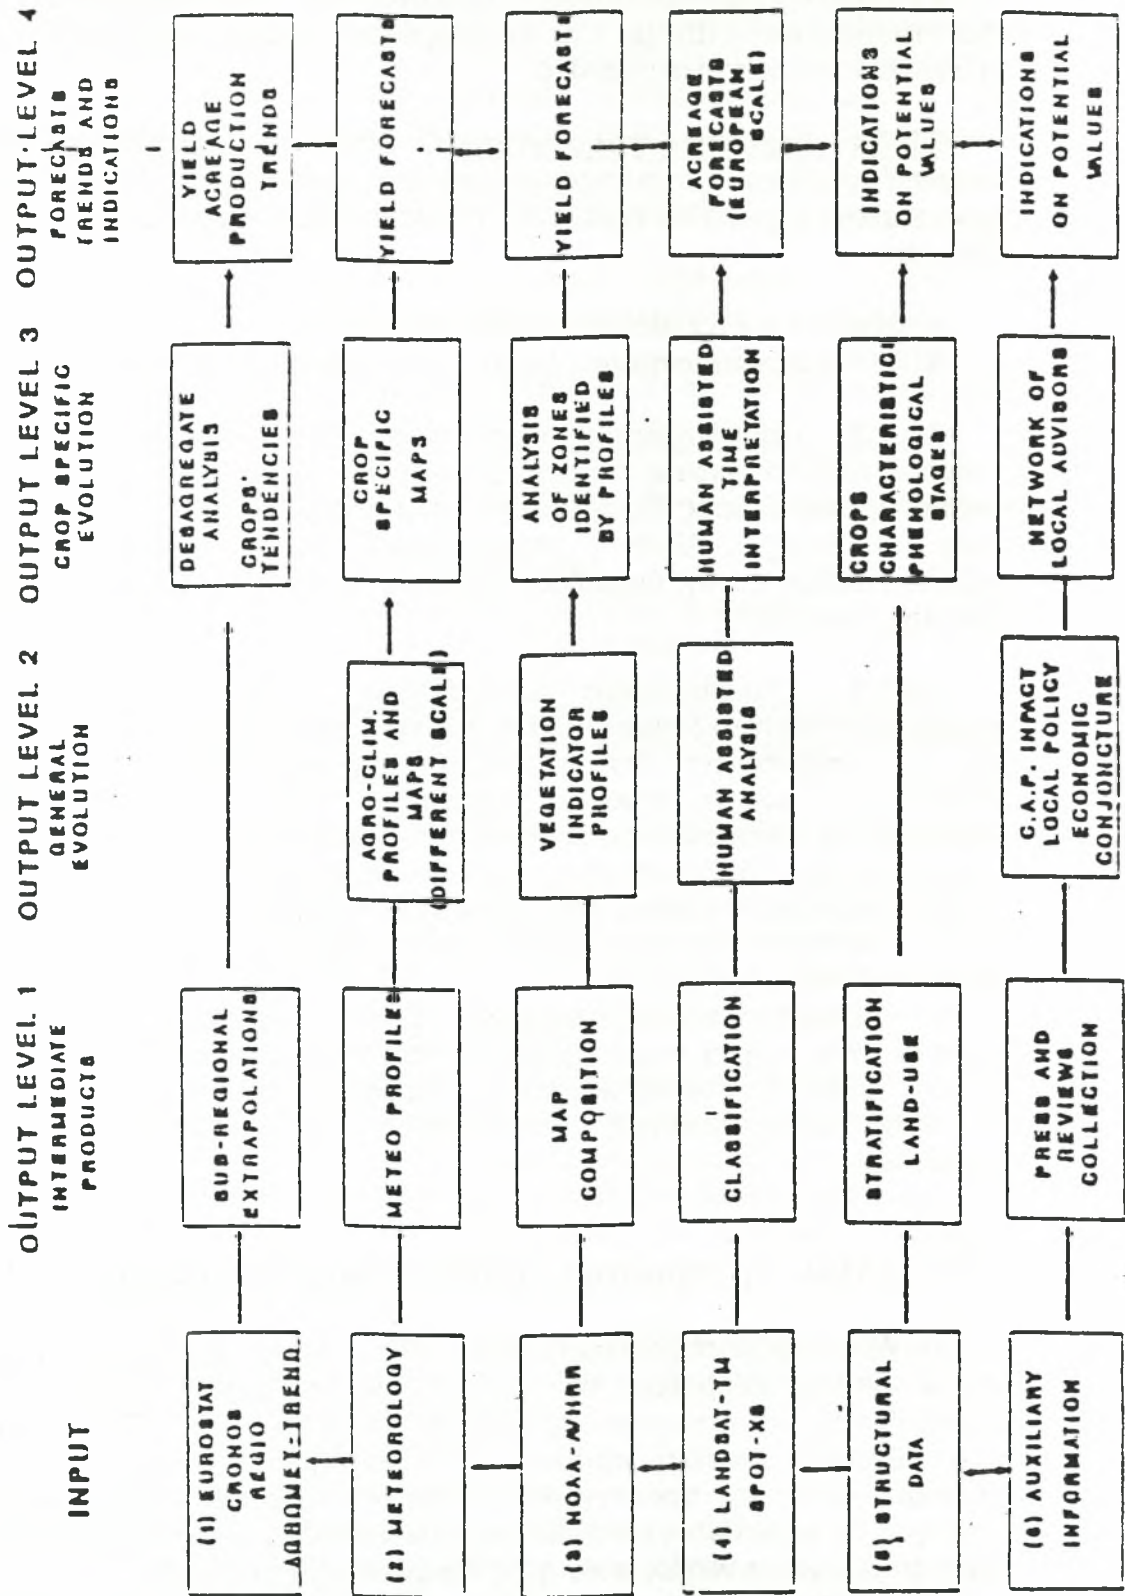 INPUT
OUTPUT LEVEL 1
INTERMEDIATE
PRODUCTS
OUTPUT LEVEL 2
GENERAL
EVOLUTION
OUTPUT LEVEL 3
CROP SPECIFIC
EVOLUTION
OUTPUT LEVEL 4
FORECASTS
TRENDS AND
INDICATIONS
(1) EUROSTAT
CRONOS
REGIO
AGROMET-TREND
SUB-REGIONAL
EXTRAPOLATIONS
DESAGREGATE
ANALYSIS
CROPS'
TENDENCIES
YIELD
ACREAGE
PRODUCTION
TRENDS
(2) METEOROLOGY
METEO PROFILES
AGRO-CLIM.
PROFILES AND
MAPS
(DIFFERENT SCALE)
CROP
SPECIFIC
MAPS
YIELD FORECASTS
(3) NOAA-AVHRR
MAP
COMPOSITION
VEGETATION
INDICATOR
PROFILES
ANALYSIS
OF ZONES
IDENTIFIED
BY PROFILES
YIELD FORECASTS
(4) LANDSAT-TM
SPOT-XS
CLASSIFICATION
HUMAN ASSISTED
ANALYSIS
HUMAN ASSISTED
TIME
INTERPRETATION
ACREAGE
FORECASTS
(EUROPEAN
SCALE)
(5) STRUCTURAL
DATA
STRATIFICATION
LAND-USE
CROPS
CHARACTERISTIC
PHENOLOGICAL
STAGES
INDICATIONS
ON POTENTIAL
VALUES
(6) AUXILIARY
INFORMATION
PRESS AND
REVIEWS
COLLECTION
C.A.P. IMPACT
LOCAL POLICY
ECONOMIC
CONJONCTURE
NETWORK OF
LOCAL ADVISORS
INDICATIONS
ON POTENTIAL
VALUES